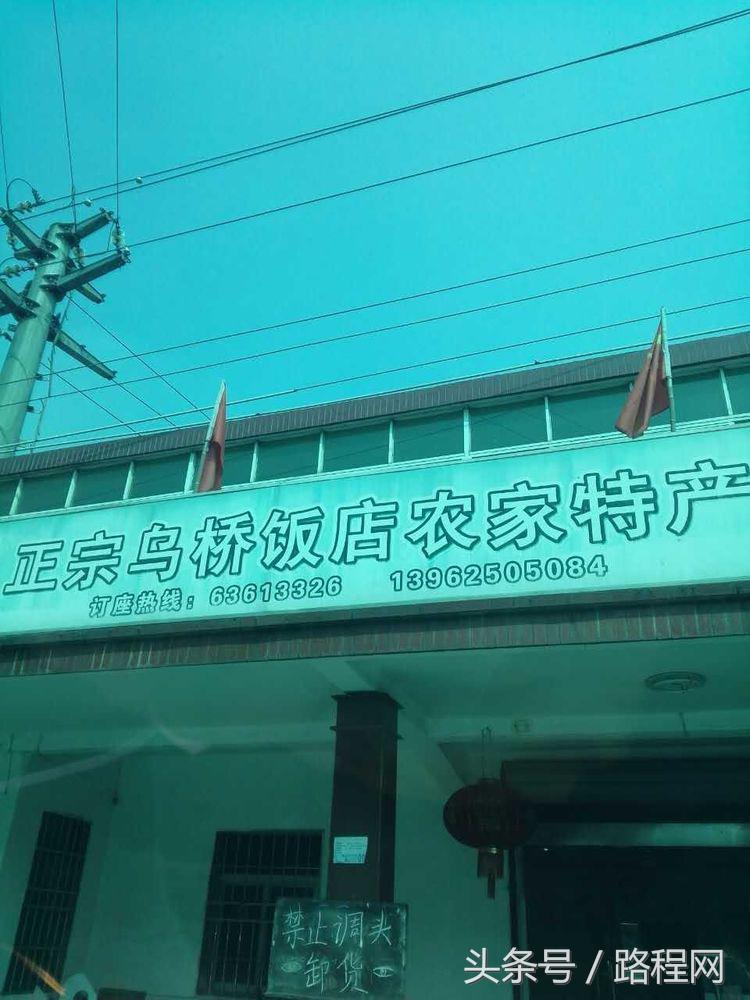 正宗乌桥饭店农家特产
订座热线：63613326 13962505084
禁止调头
卸货
头条号 / 路程网